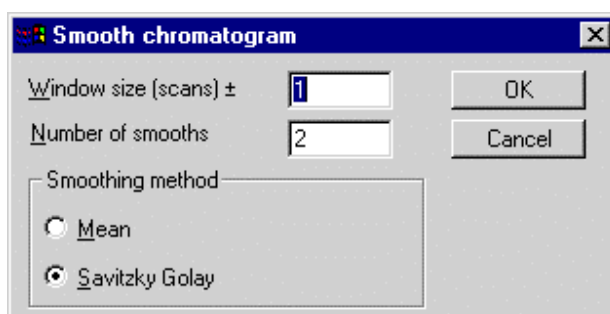 Smooth chromatogram
Window size (scans) ± 1 OK
Number of smooths 2 Cancel
Smoothing method
Mean
Savitzky Golay